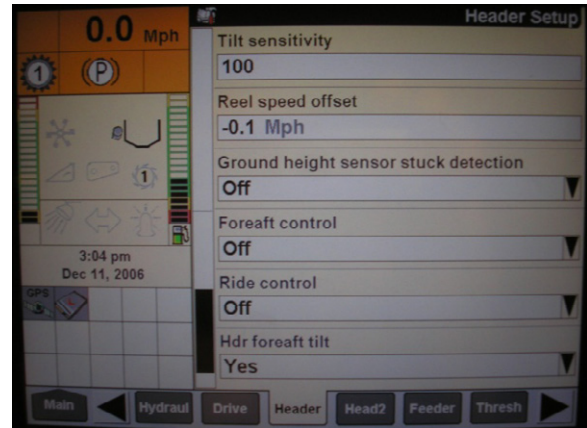 0.0 Mph
Header Setup
1
(P)
Tilt sensitivity
100
Reel speed offset
-0.1 Mph
1
Ground height sensor stuck detection
Off
Foreaft control
Off
3:04 pm
Dec 11, 2006
GPS
Ride control
Off
Hdr foreaft tilt
Yes
Main
Hydraul
Drive
Header
Head2
Feeder
Thresh